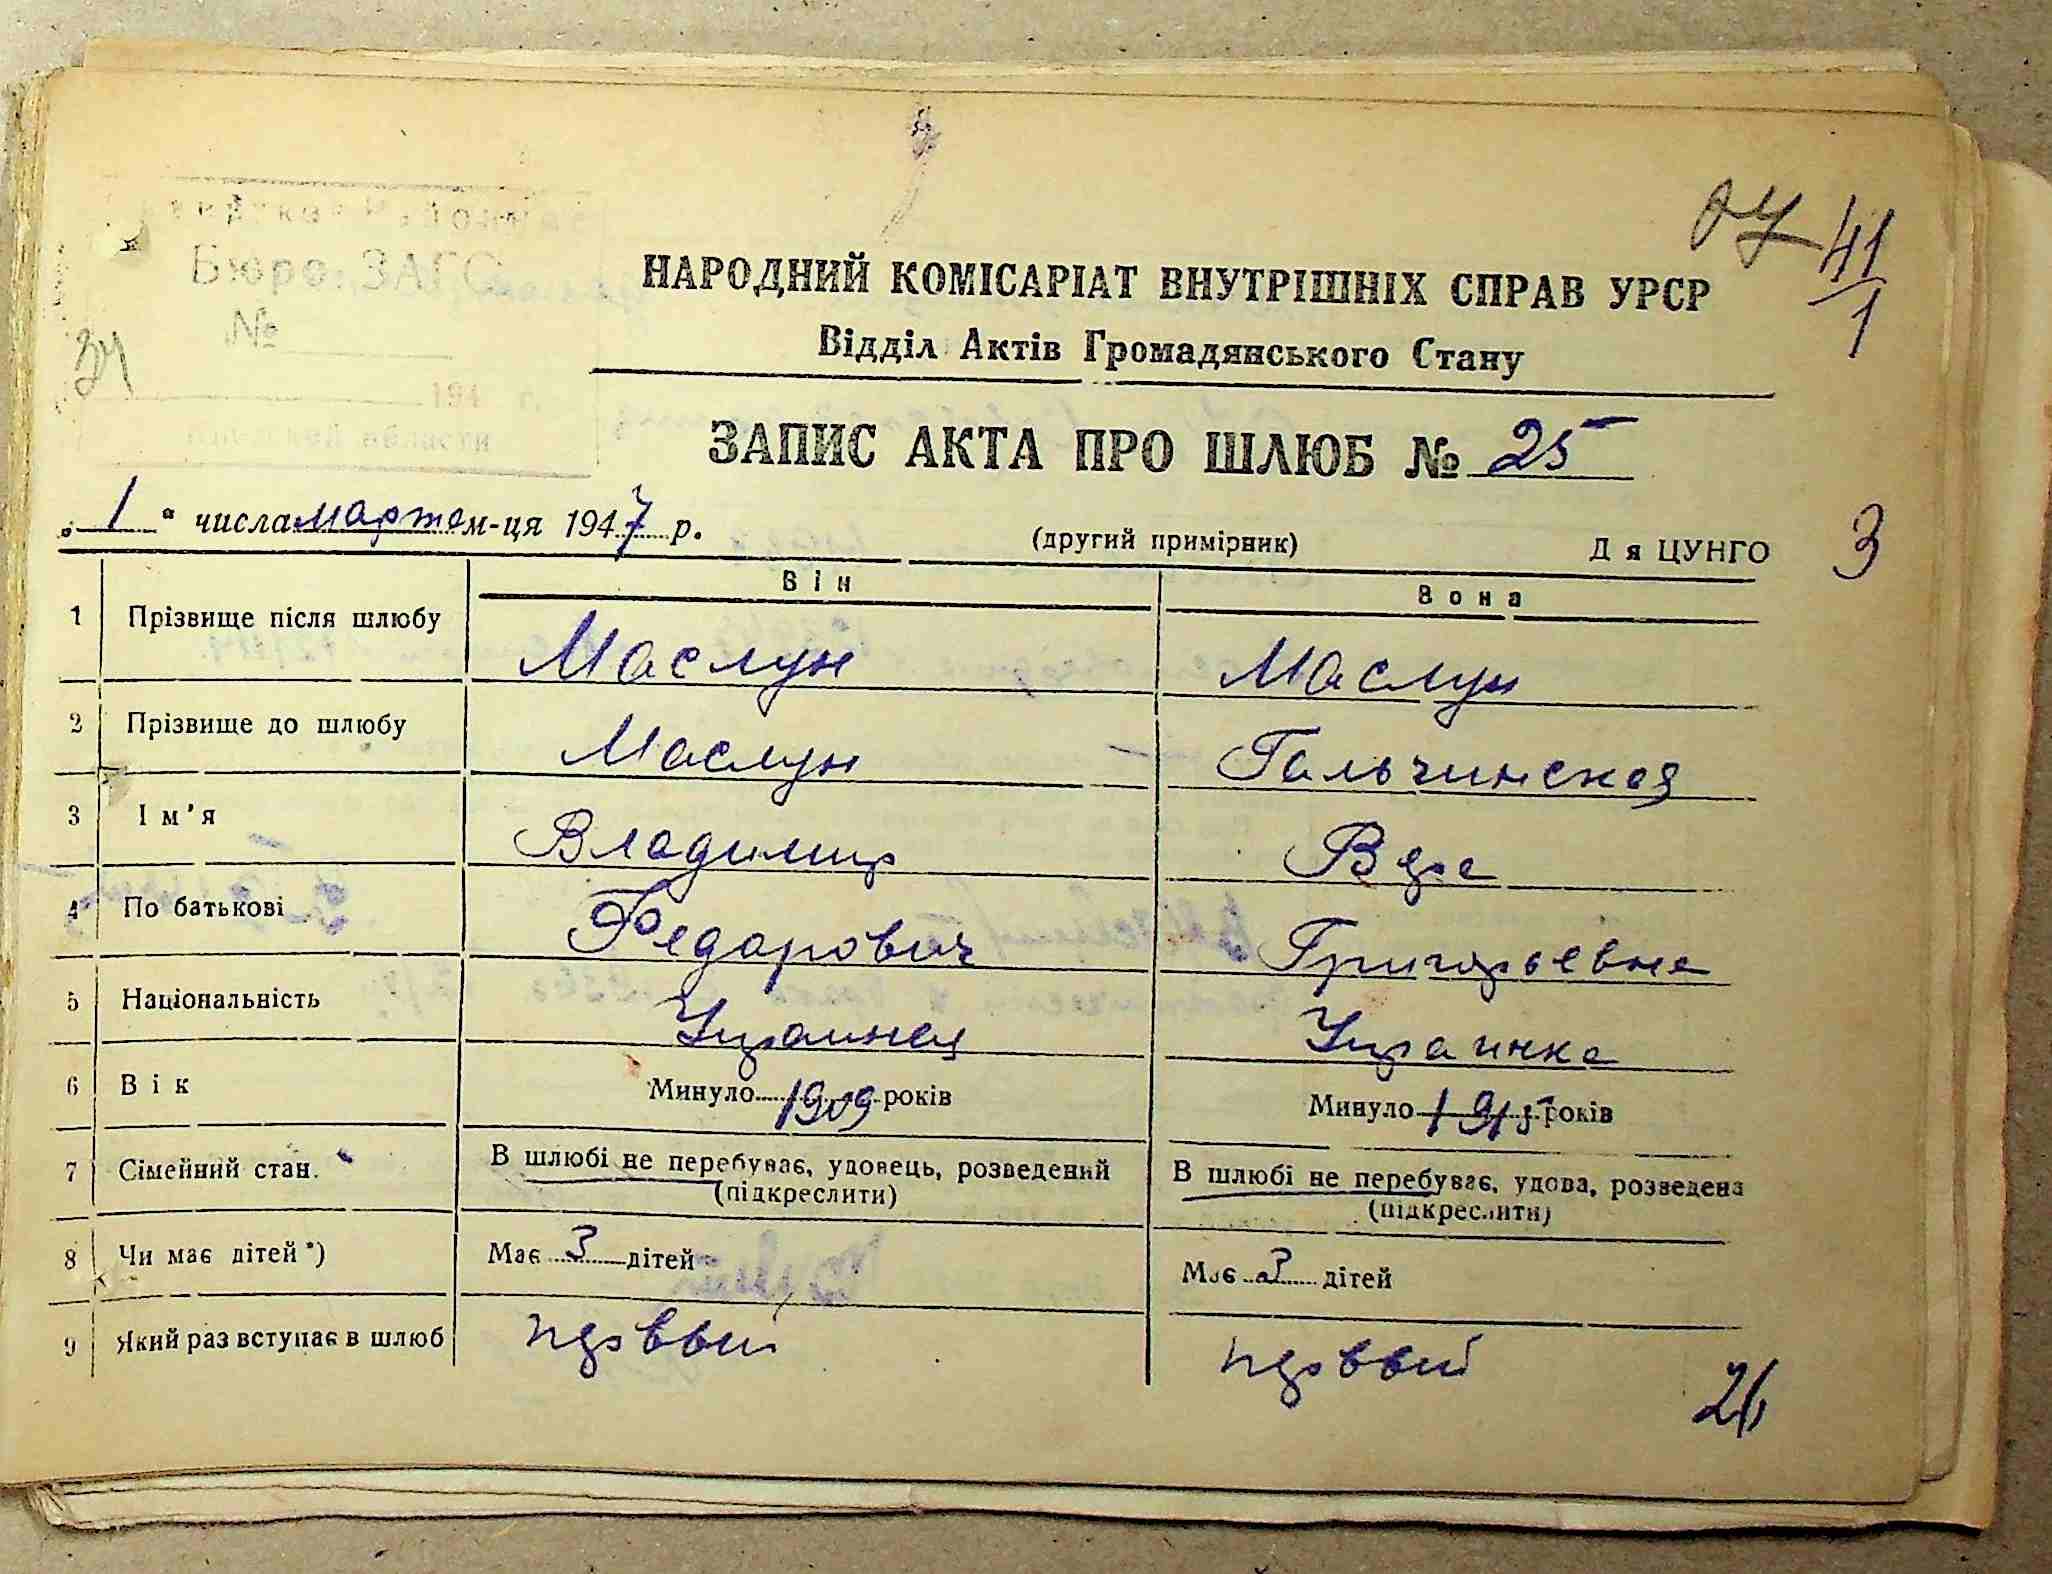 Бюро ЗАГС
№
194 г.
области
34
41
1
НАРОДНИЙ КОМІСАРІАТ ВНУТРІШНІХ СПРАВ УРСР
Відділ Актів Громадянського Стану
ЗАПИС АКТА ПРО ШЛЮБ № 25
„1“ числа марта м-ця 1947 р.
(другий примірник)
Д я ЦУНГО
3
Він
Вона
1 Прізвище після шлюбу Маслун Маслун
2 Прізвище до шлюбу Маслун Гальчинская
3 Ім'я Владимир Вера
4 По батькові Федорович Григорьевна
5 Національність Украинец Украинка
6 Вік Минуло 1909 років Минуло 1915 років
7 Сімейний стан. В шлюбі не перебуває, удовець, розведений В шлюбі не перебуває, удова, розведена
(підкреслити) (підкреслити)
8 Чи має дітей*) Має 3 дітей Має 3 дітей
9 Який раз вступає в шлюб первый первый
26